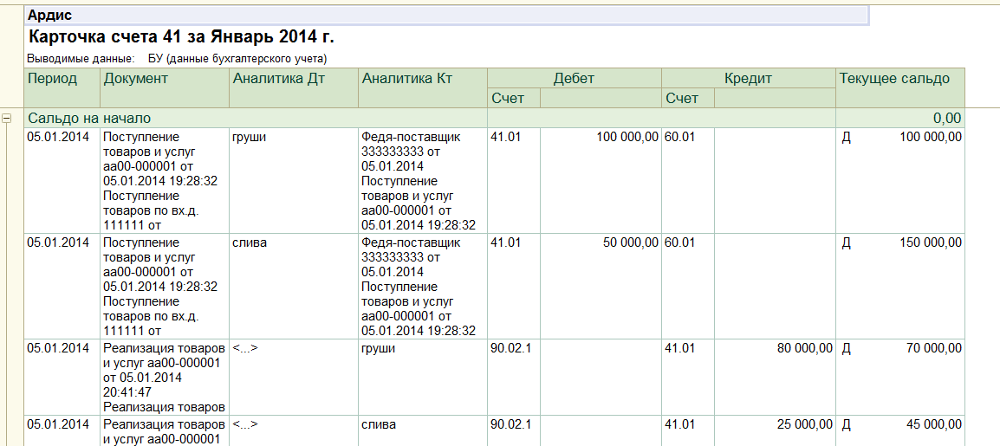 Ардис
Карточка счета 41 за Январь 2014 г.
Выводимые данные: БУ (данные бухгалтерского учета)
Период Документ Аналитика Дт Аналитика Кт Дебет Кредит Текущее сальдо
Счет Счет
Сальдо на начало 0,00
05.01.2014 Поступление груши Федя-поставщик 41.01 100 000,00 60.01 Д 100 000,00
товаров и услуг 333333333 от
аа00-000001 от 05.01.2014
05.01.2014 19:28:32 Поступление
Поступление товаров и услуг
товаров по вх.д. аа00-000001 от
111111 от 05.01.2014 19:28:32
05.01.2014 Поступление слива Федя-поставщик 41.01 50 000,00 60.01 Д 150 000,00
товаров и услуг 333333333 от
аа00-000001 от 05.01.2014
05.01.2014 19:28:32 Поступление
Поступление товаров и услуг
товаров по вх.д. аа00-000001 от
111111 от 05.01.2014 19:28:32
05.01.2014 Реализация товаров <...> груши 90.02.1 41.01 80 000,00 Д 70 000,00
и услуг аа00-000001
от 05.01.2014
20:41:47
Реализация товаров
05.01.2014 Реализация товаров <...> слива 90.02.1 41.01 25 000,00 Д 45 000,00
и услуг аа00-000001